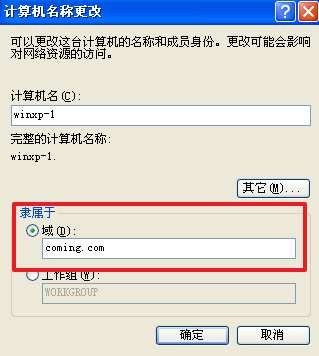 计算机名称更改
可以更改这台计算机的名称和成员身份。更改可能会影响
对网络资源的访问。
计算机名(C):
winxp-1
完整的计算机名称:
winxp-1.
其它(M)...
隶属于
域(D):
coming.com
工作组(W):
WORKGROUP
确定
取消